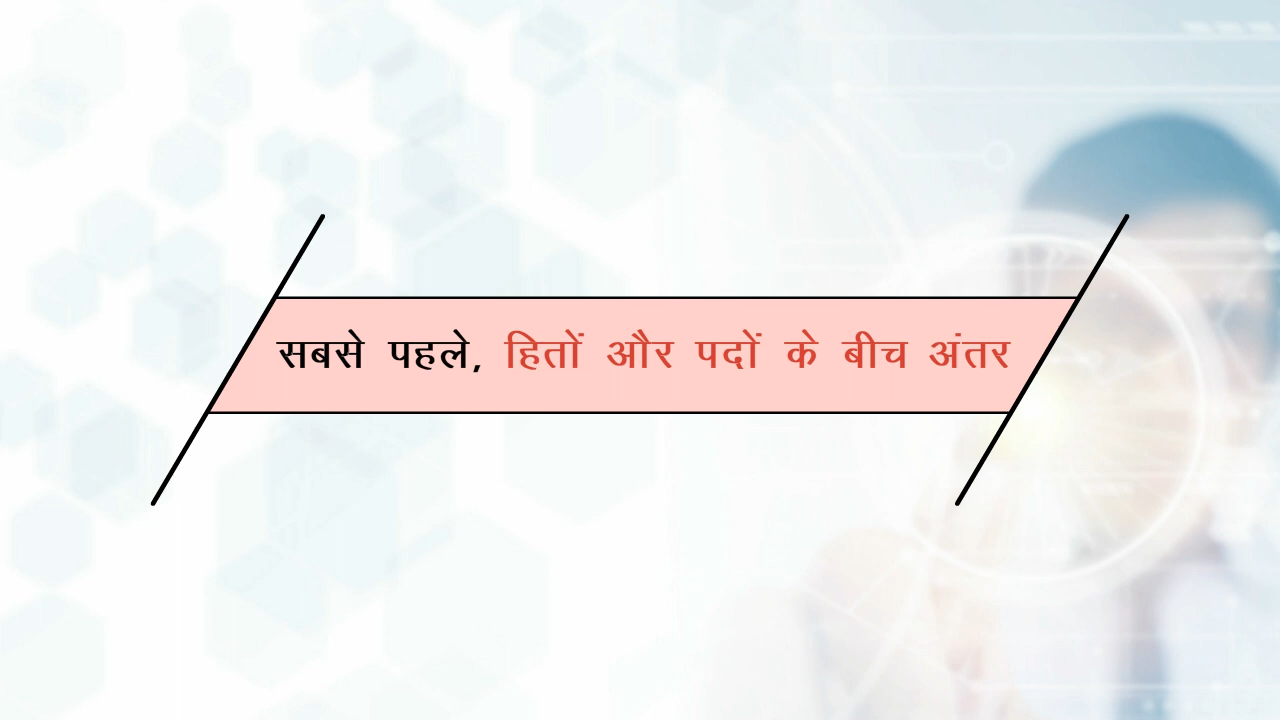 सबसे पहले, हितों और पदों के बीच अंतर